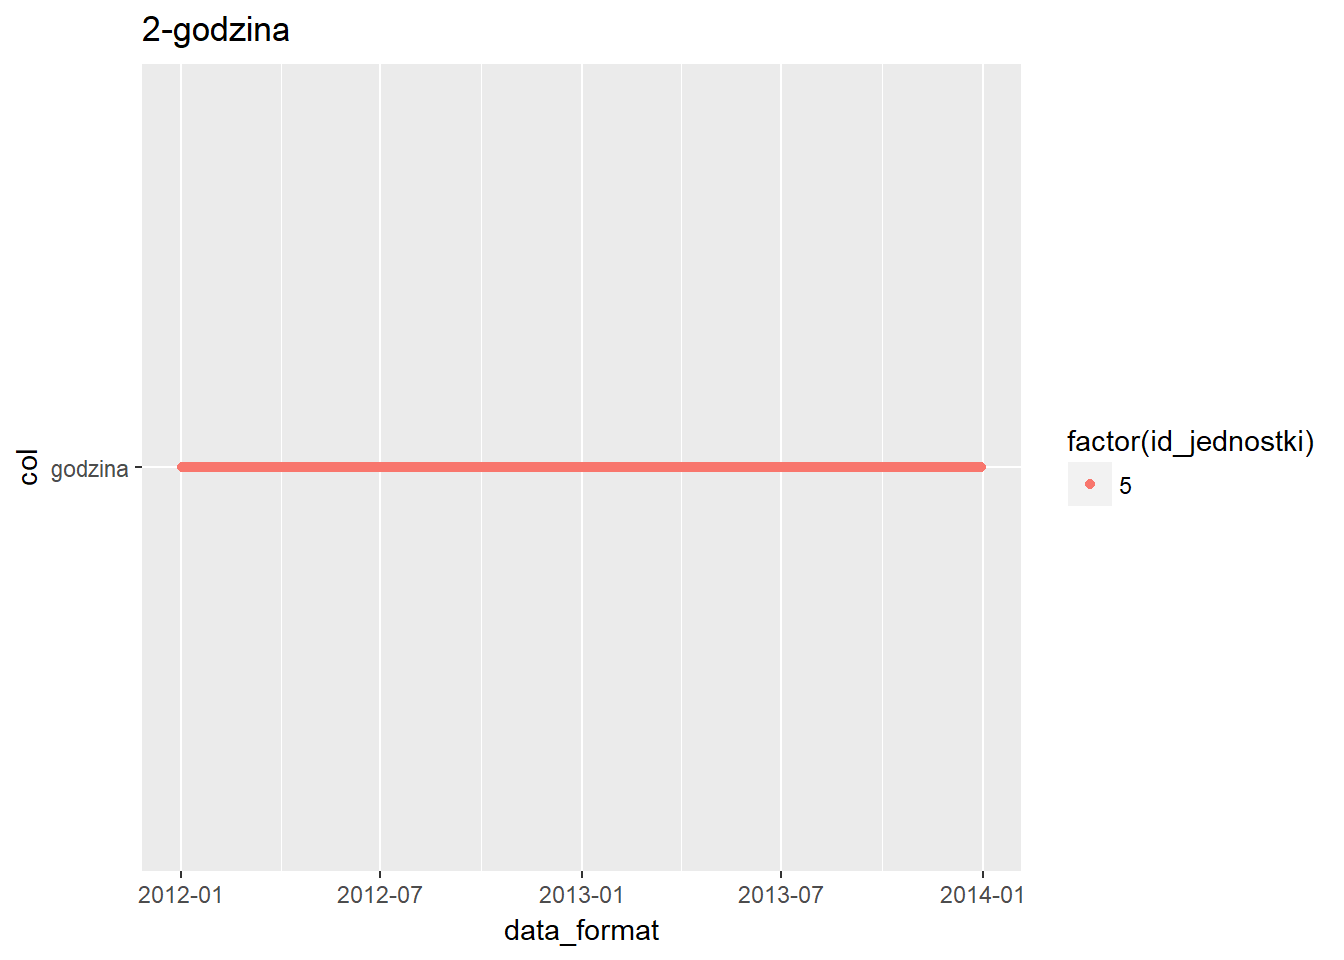 2-godzina
col
godzina
2012-01 2012-07 2013-01 2013-07 2014-01
data_format
factor(id_jednostki)
5